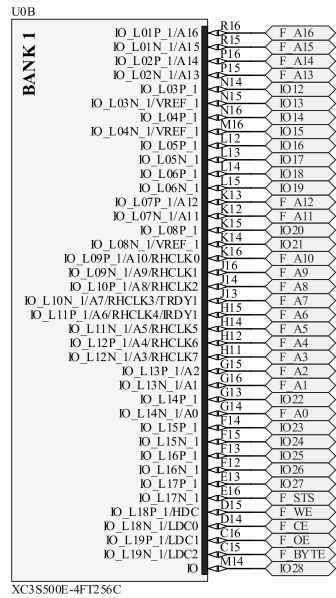 U0B
BANK 1
IO_L01P_1/A16 R16 F_A16
IO_L01N_1/A15 R15 F_A15
IO_L02P_1/A14 P16 F_A14
IO_L02N_1/A13 P15 F_A13
IO_L03P_1 N14 IO12
IO_L03N_1/VREF_1 N15 IO13
IO_L04P_1 N16 IO14
IO_L04N_1/VREF_1 M16 IO15
IO_L05P_1 L12 IO16
IO_L05N_1 L13 IO17
IO_L06P_1 L14 IO18
IO_L06N_1 L15 IO19
IO_L07P_1/A12 K13 F_A12
IO_L07N_1/A11 K12 F_A11
IO_L08P_1 K15 IO20
IO_L08N_1/VREF_1 K14 IO21
IO_L09P_1/A10/RHCLK0 K16 F_A10
IO_L09N_1/A9/RHCLK1 J16 F_A9
IO_L10P_1/A8/RHCLK2 J14 F_A8
IO_L10N_1/A7/RHCLK3/TRDY1 J13 F_A7
IO_L11P_1/A6/RHCLK4/IRDY1 H15 F_A6
IO_L11N_1/A5/RHCLK5 H14 F_A5
IO_L12P_1/A4/RHCLK6 H12 F_A4
IO_L12N_1/A3/RHCLK7 H11 F_A3
IO_L13P_1/A2 G15 F_A2
IO_L13N_1/A1 G16 F_A1
IO_L14P_1 G13 IO22
IO_L14N_1/A0 G14 F_A0
IO_L15P_1 F14 IO23
IO_L15N_1 F15 IO24
IO_L16P_1 F13 IO25
IO_L16N_1 F12 IO26
IO_L17P_1 E13 IO27
IO_L17N_1 E16 F_STS
IO_L18P_1/HDC D15 F_WE
IO_L18N_1/LDC0 D14 F_CE
IO_L19P_1/LDC1 C16 F_OE
IO_L19N_1/LDC2 C15 F_BYTE
IO M14 IO28
XC3S500E-4FT256C